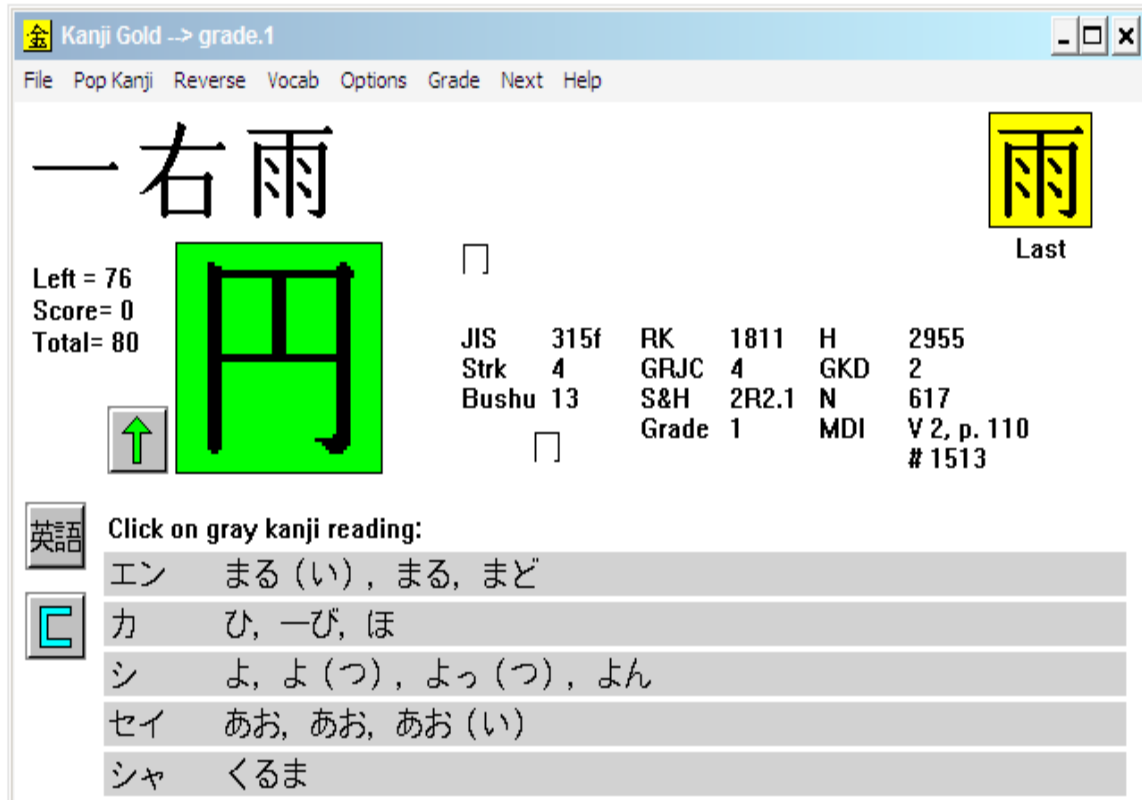 金 Kanji Gold --> grade.1
File Pop Kanji Reverse Vocab Options Grade Next Help
一右雨
雨
Last
Left = 76
Score= 0
Total= 80
円
冂
JIS 315f RK 1811 H 2955
Strk 4 GRJC 4 GKD 2
Bushu 13 S&H 2R2.1 N 617
Grade 1 MDI V 2, p. 110
# 1513
冂
英語
Click on gray kanji reading:
エン まる(い), まる, まど
カ ひ, ーび, ほ
シ よ, よ(つ), よっ(つ), よん
セイ あお, あお, あお(い)
シャ くるま